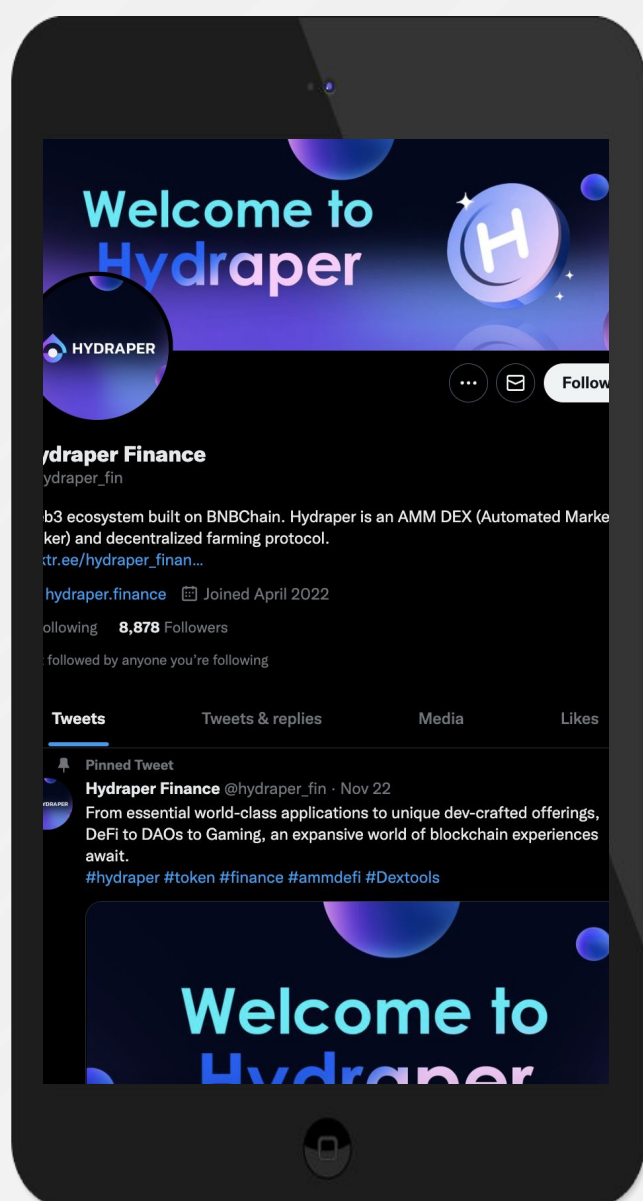 Welcome to
Hydraper
HYDRAPER
Follow
ydraper Finance
ydraper_fin
b3 ecosystem built on BNBChain. Hydraper is an AMM DEX (Automated Marke
ker) and decentralized farming protocol.
ktr.ee/hydraper_finan...
hydraper.finance Joined April 2022
ollowing 8,878 Followers
followed by anyone you're following
Tweets Tweets & replies Media Likes
Pinned Tweet
Hydraper Finance @hydraper_fin · Nov 22
YDRAPER
From essential world-class applications to unique dev-crafted offerings,
DeFi to DAOs to Gaming, an expansive world of blockchain experiences
await.
#hydraper #token #finance #ammdefi #Dextools
Welcome to
Hydraper